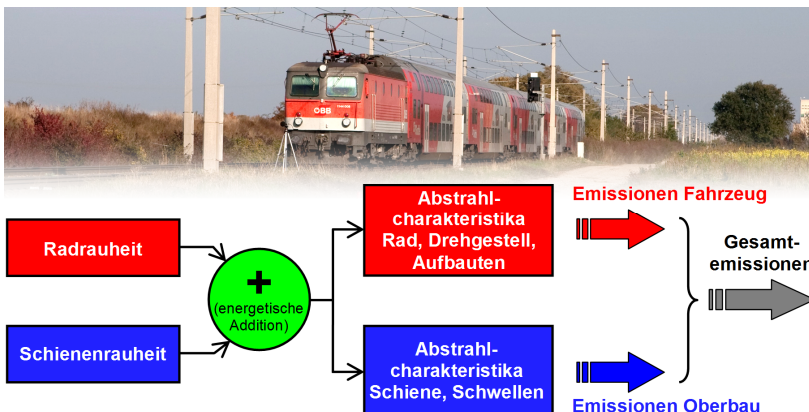 ÖBB
Abstrahl-
charakteristika
Rad, Drehgestell,
Aufbauten
Emissionen Fahrzeug
Radrauheit
+
(energetische
Addition)
Gesamt-
emissionen
Schienenrauheit
Abstrahl-
charakteristika
Schiene, Schwellen
Emissionen Oberbau